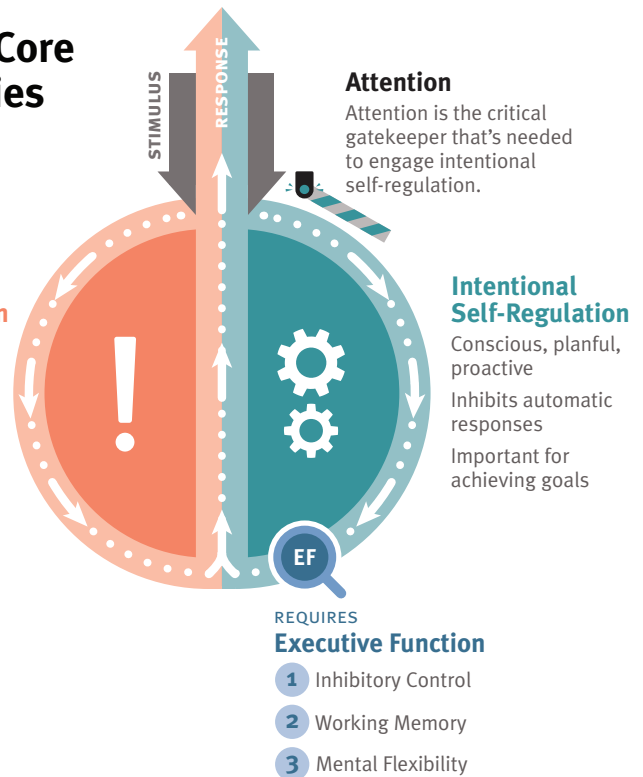 Core
ies
STIMULUS
RESPONSE
Attention
Attention is the critical
gatekeeper that’s needed
to engage intentional
self-regulation.
n
Intentional
Self-Regulation
Conscious, planful,
proactive
Inhibits automatic
responses
Important for
achieving goals
EF
REQUIRES
Executive Function
1 Inhibitory Control
2 Working Memory
3 Mental Flexibility